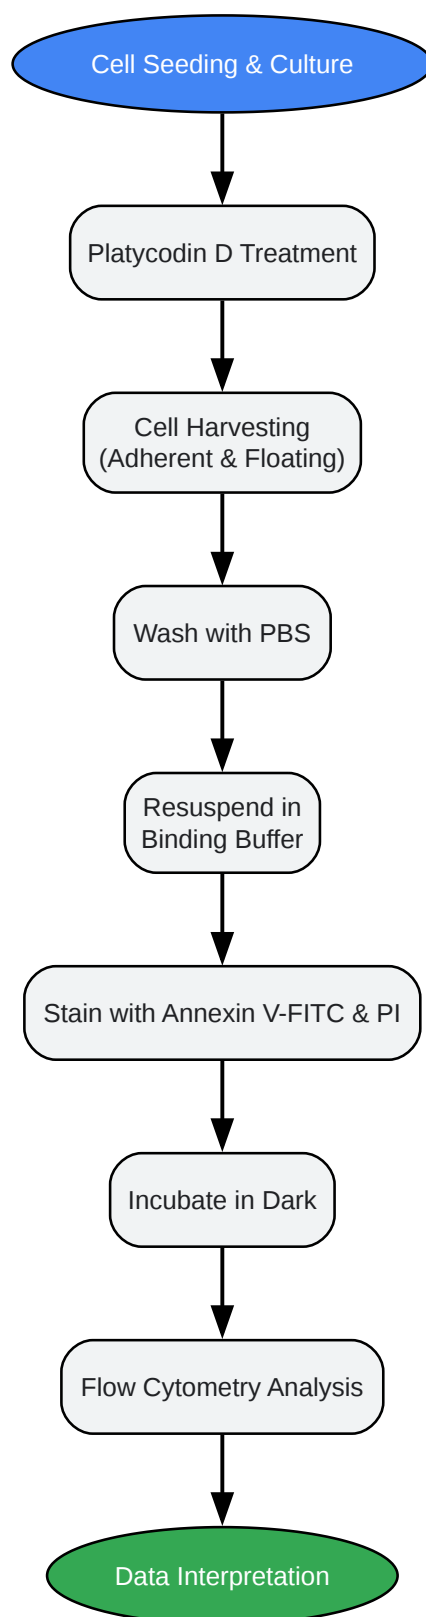 Cell Seeding & Culture
Platycodin D Treatment
Cell Harvesting
(Adherent & Floating)
Wash with PBS
Resuspend in
Binding Buffer
Stain with Annexin V-FITC & PI
Incubate in Dark
Flow Cytometry Analysis
Data Interpretation